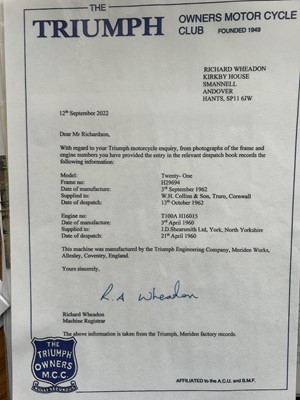 THE
TRIUMPH
OWNERS MOTOR CYCLE
CLUB FOUNDED 1949
RICHARD WHEADON
KIRKBY HOUSE
SMANNELL
ANDOVER
HANTS, SP11 6JW
12th September 2022
Dear Mr Richardson,
With regard to your Triumph motorcycle enquiry, from photographs of the frame and
engine numbers you have provided the entry in the relevant despatch book records the
following information:
Model: Twenty- One
Frame no: H29694
Date of manufacture: 3rd September 1962
Supplied to: W.H. Collins & Son, Truro, Cornwall
Date of despatch: 13th October 1962
Engine no: T100A H16015
Date of manufacture: 3rd April 1960
Supplied to: J.D.Shearsmith Ltd, York, North Yorkshire
Date of despatch: 21st April 1960
This machine was manufactured by the Triumph Engineering Company, Meriden Works,
Allesley, Coventry, England.
Yours sincerely,
R.A Wheadon
Richard Wheadon
Machine Registrar
The above information is taken from the Triumph, Meriden factory records.
THE
TRIUMPH
OWNERS
M.C.C.
NULLI SECUNDUS
AFFILIATED to the A.C.U. and B.M.F.